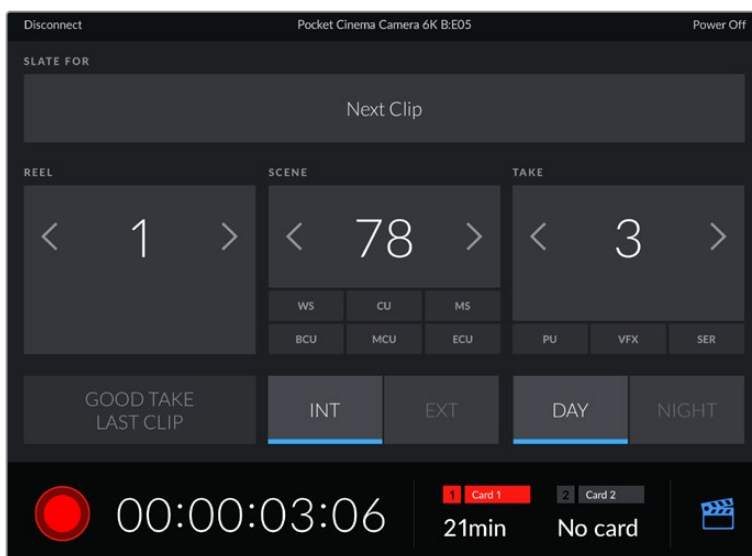 Disconnect Pocket Cinema Camera 6K B:E05 Power Off
SLATE FOR
Next Clip
REEL SCENE TAKE
< 1 > < 78 > < 3 >
WS CU MS
BCU MCU ECU PU VFX SER
GOOD TAKE
LAST CLIP
INT EXT DAY NIGHT
1 Card 1 2 Card 2
00:00:03:06 21min No card